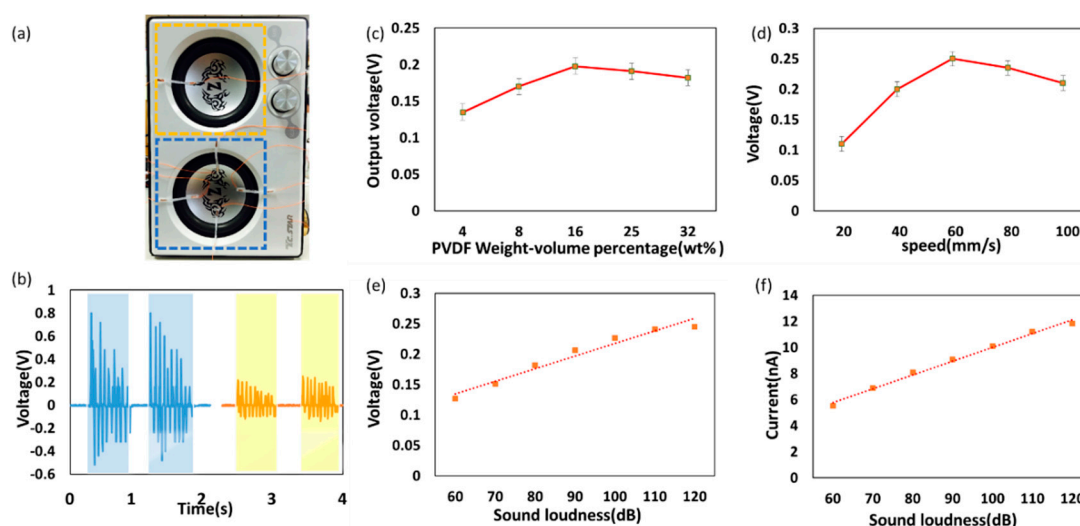 (a)
Z
Z
(b)
1
0.8
0.6
0.4
0.2
0
-0.2
-0.4
-0.6
Voltage(V)
0 1 2 3 4
Time(s)
(c)
0.25
0.2
0.15
0.1
0.05
0
Output voltage(V)
4 8 16 25 32
PVDF Weight-volume percentage(wt%)
(d)
0.3
0.25
0.2
0.15
0.1
0.05
0
Voltage(V)
20 40 60 80 100
speed(mm/s)
(e)
0.3
0.25
0.2
0.15
0.1
0.05
0
Voltage(V)
60 70 80 90 100 110 120
Sound loudness(dB)
(f)
14
12
10
8
6
4
2
0
Current(nA)
60 70 80 90 100 110 120
Sound loudness(dB)